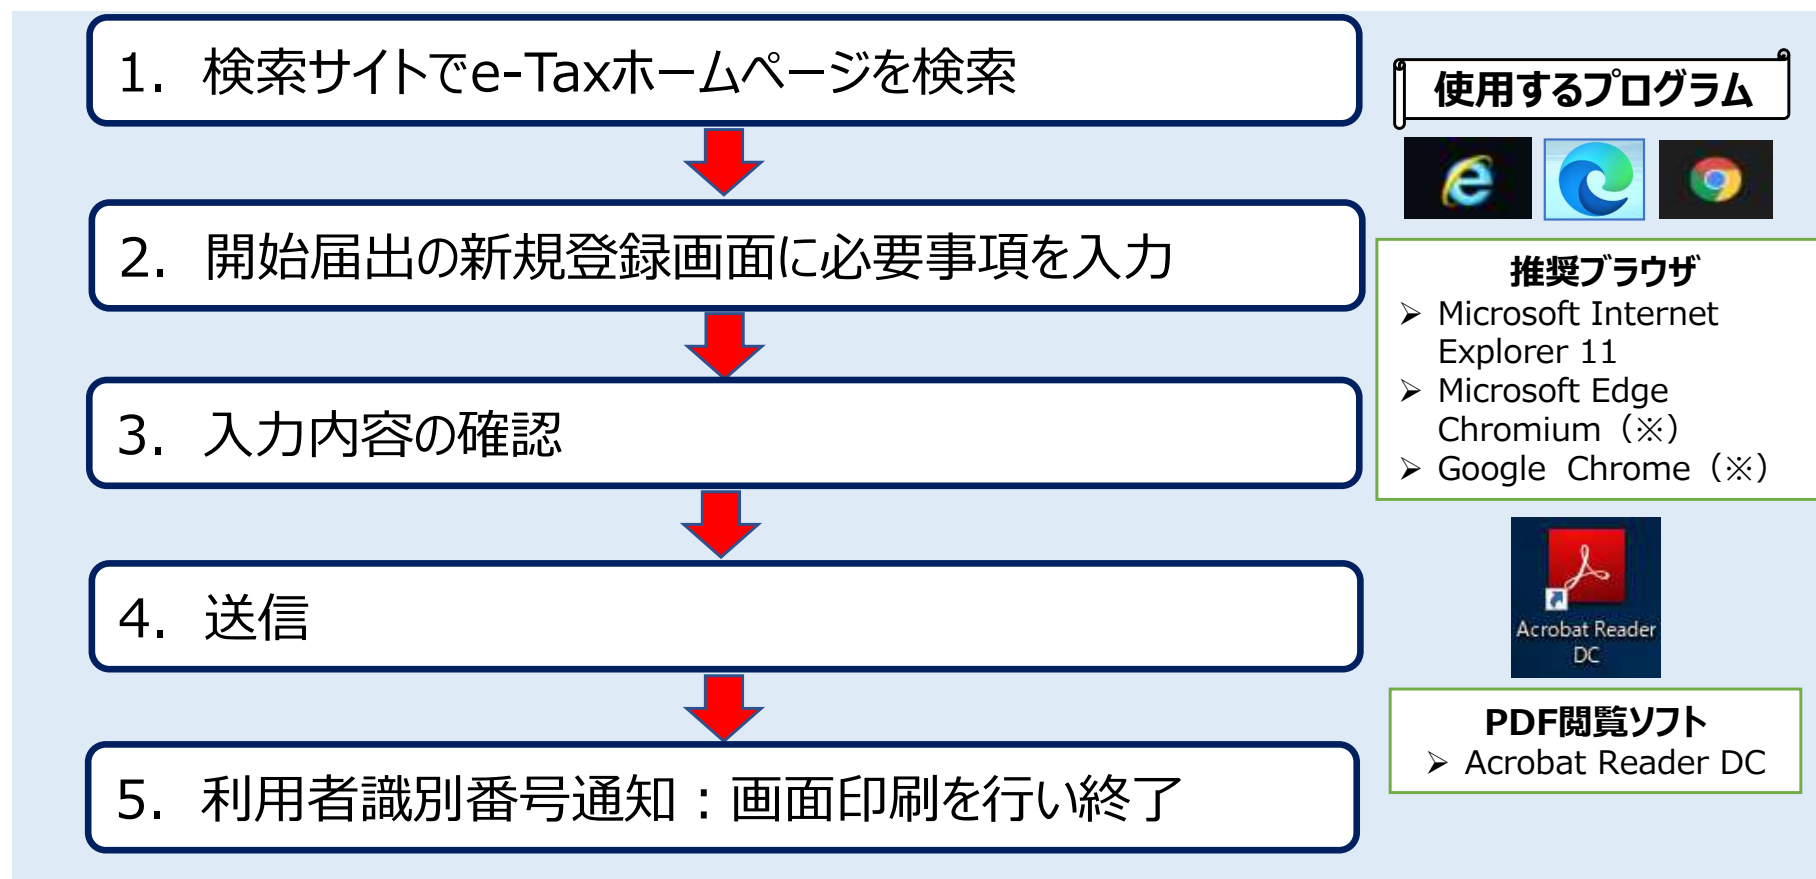 1. 検索サイトでe-Taxホームページを検索
2. 開始届出の新規登録画面に必要事項を入力
3. 入力内容の確認
4. 送信
5. 利用者識別番号通知：画面印刷を行い終了
使用するプログラム
推奨ブラウザ
➢ Microsoft Internet
Explorer 11
➢ Microsoft Edge
Chromium（※）
➢ Google Chrome（※）
Acrobat Reader
DC
PDF閲覧ソフト
➢ Acrobat Reader DC